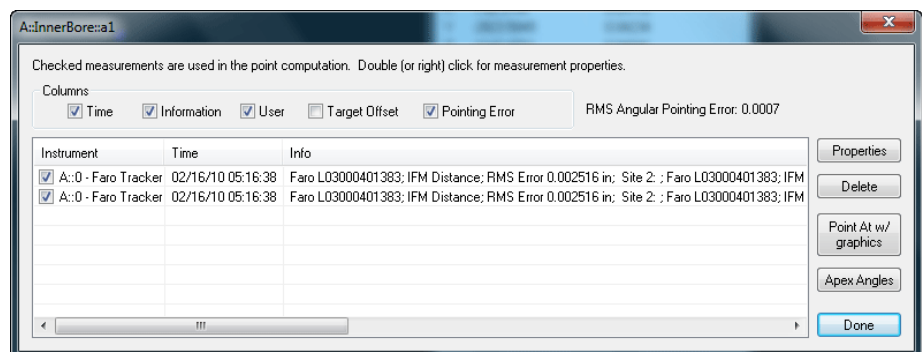 A::InnerBore::a1
Checked measurements are used in the point computation. Double (or right) click for measurement properties.
Columns
Time Information User Target Offset Pointing Error
RMS Angular Pointing Error: 0.0007
Instrument Time Info
A::0 - Faro Tracker 02/16/10 05:16:38 Faro L03000401383; IFM Distance; RMS Error 0.002516 in; Site 2: ; Faro L03000401383; IFM
A::0 - Faro Tracker 02/16/10 05:16:38 Faro L03000401383; IFM Distance; RMS Error 0.002516 in; Site 2: ; Faro L03000401383; IFM
Properties
Delete
Point At w/
graphics
Apex Angles
Done